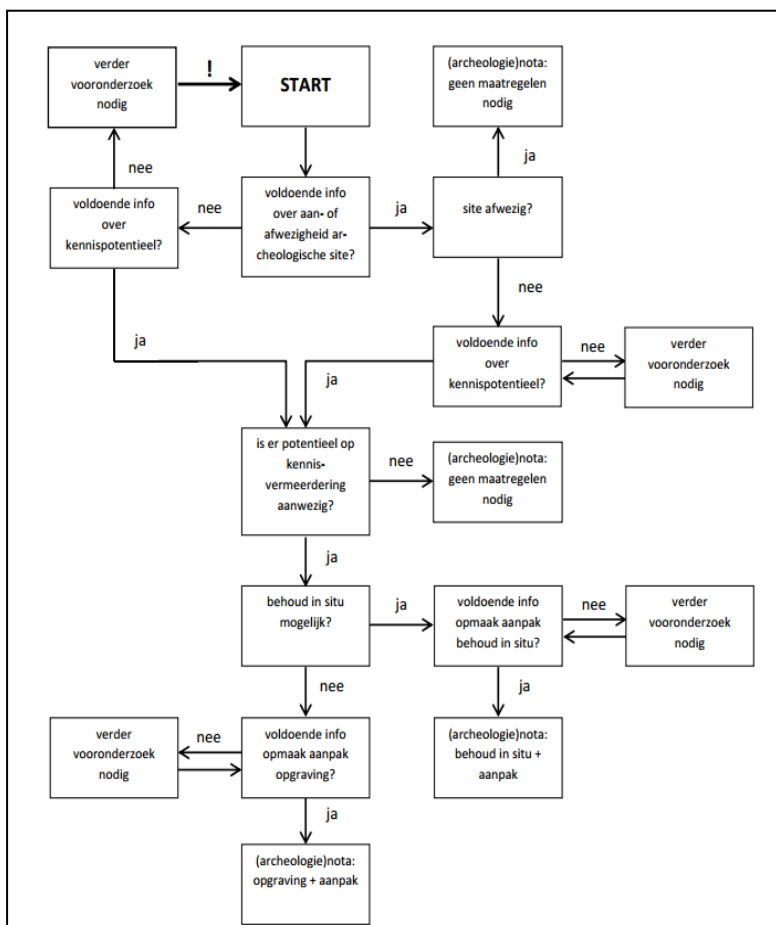 verder
vooronderzoek
nodig
!
START
(archeologie)nota:
geen maatregelen
nodig
nee
ja
voldoende info
over
kennispotentieel?
nee
voldoende info
over aan- of
afwezigheid ar-
cheologische site?
ja
site afwezig?
nee
ja
voldoende info
over
kennispotentieel?
nee
verder
vooronderzoek
nodig
ja
is er potentieel op
kennis-
vermeerdering
aanwezig?
nee
(archeologie)nota:
geen maatregelen
nodig
ja
behoud in situ
mogelijk?
ja
voldoende info
opmaak aanpak
behoud in situ?
nee
verder
vooronderzoek
nodig
nee
ja
verder
vooronderzoek
nodig
nee
voldoende info
opmaak aanpak
opgraving?
(archeologie)nota:
behoud in situ +
aanpak
ja
(archeologie)nota:
opgraving + aanpak